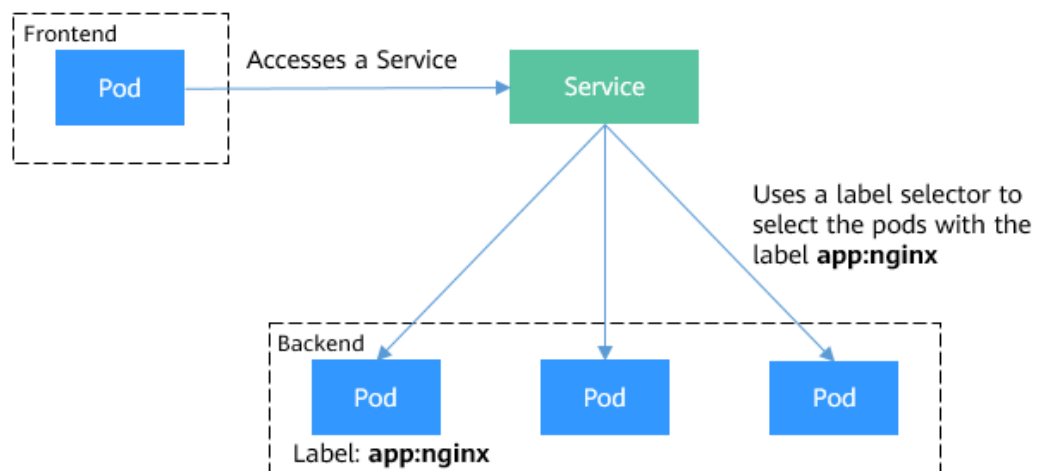 Frontend
Pod
Accesses a Service
Service
Uses a label selector to
select the pods with the
label app:nginx
Backend
Pod
Pod
Pod
Label: app:nginx